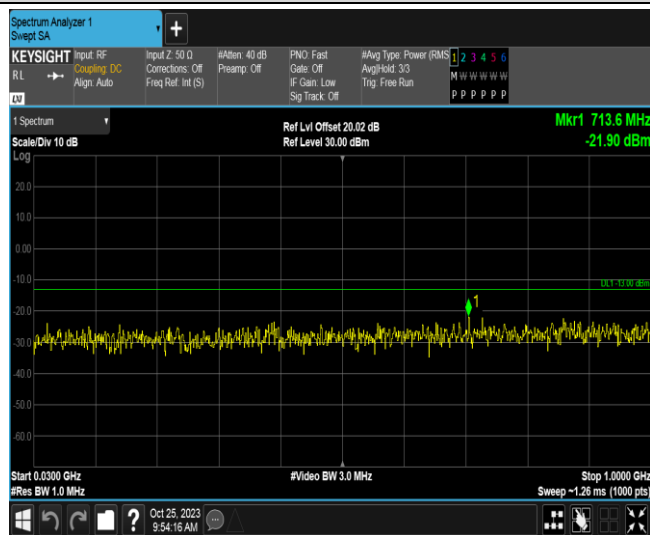 Spectrum Analyzer 1
Swept SA
+
KEYSIGHT Input: RF Input Z: 50 Ω #Atten: 40 dB PNO: Fast #Avg Type: Power (RMS 1 2 3 4 5 6
RL Coupling: DC Corrections: Off Preamp: Off Gate: Off Avg|Hold: 3/3 M W W W W W
Align: Auto Freq Ref: Int (S) IF Gain: Low Trig: Free Run
Sig Track: Off P P P P P P
LXI
1 Spectrum Ref Lvl Offset 20.02 dB Mkr1 713.6 MHz
Scale/Div 10 dB Ref Level 30.00 dBm -21.90 dBm
Log
20.0
10.0
0.00
-10.0
DL1 -13.00 dBm
1
-20.0
-30.0
-40.0
-50.0
-60.0
Start 0.0300 GHz #Video BW 3.0 MHz Stop 1.0000 GHz
#Res BW 1.0 MHz Sweep ~1.26 ms (1000 pts)
? Oct 25, 2023
9:54:16 AM